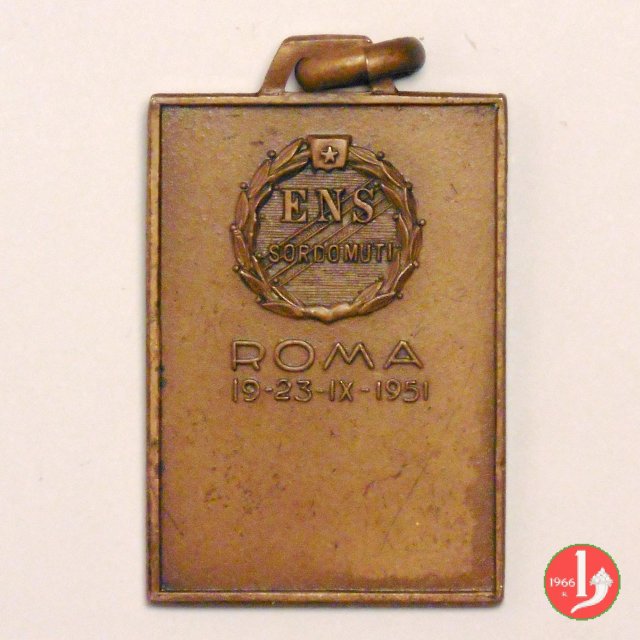 ENS
SORDOMUTI
ROMA
19-23-IX-1951
1966